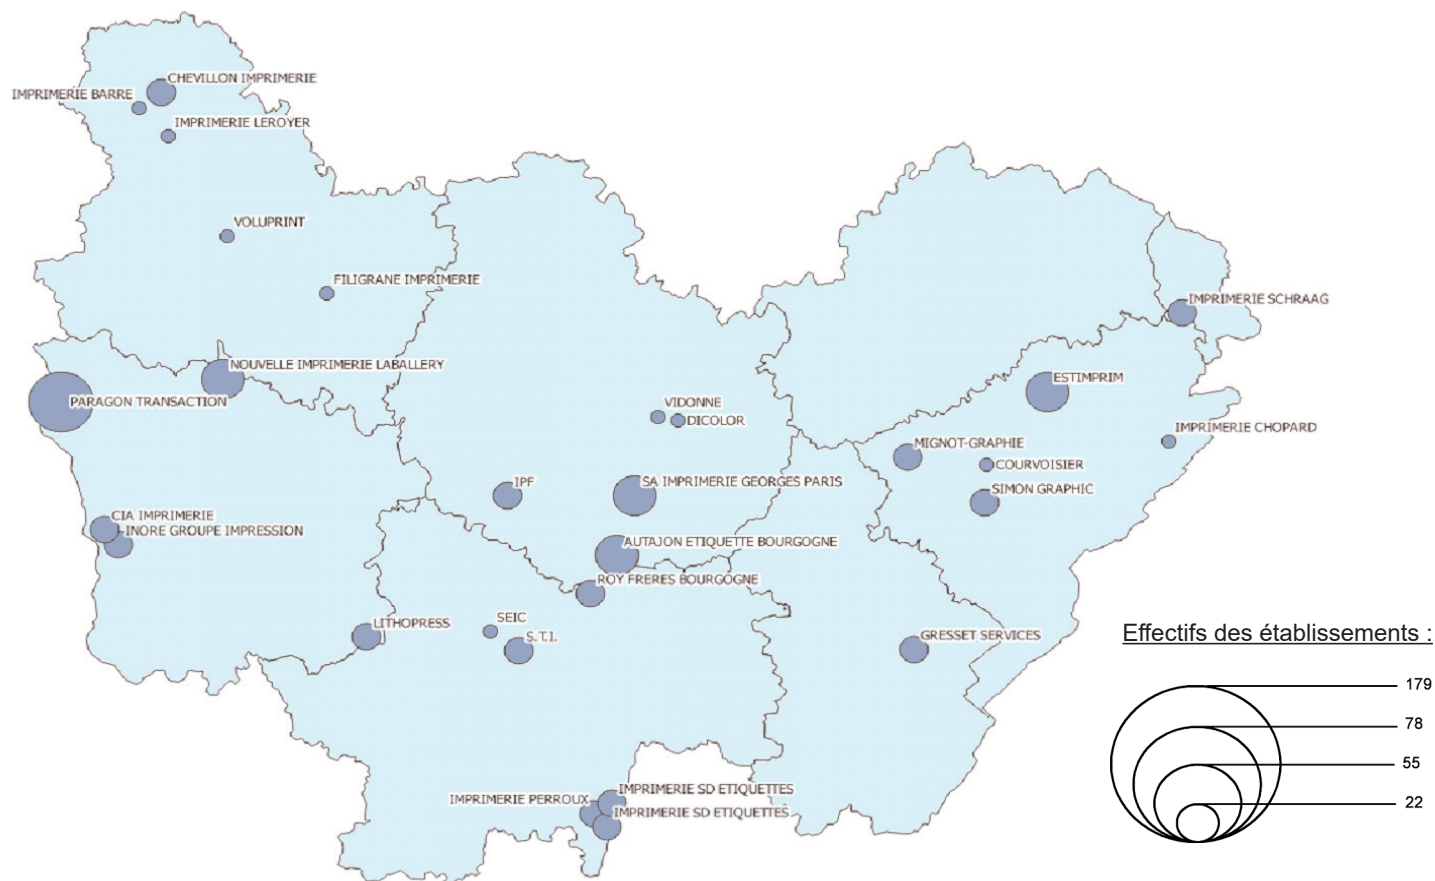 CHEVILLON IMPRIMERIE
IMPRIMERIE BARRE
IMPRIMERIE LEROYER
VOLUPRINT
FILIGRANE IMPRIMERIE
IMPRIMERIE SCHRAAG
NOUVELLE IMPRIMERIE LABALLERY
ESTIMPRIM
PARAGON TRANSACTION
VIDONNE
DICOLOR
IMPRIMERIE CHOPARD
MIGNOT-GRAPHIE
COURVOISIER
IPF
SA IMPRIMERIE GEORGES PARIS
SIMON GRAPHIC
CIA IMPRIMERIE
INORE GROUPE IMPRESSION
AUTAJON ETIQUETTE BOURGOGNE
ROY FRERES BOURGOGNE
LITHOPRESS
SEIC
S.T.I.
GRESSET SERVICES
Effectifs des établissements :
179
78
55
22
IMPRIMERIE SD ETIQUETTES
IMPRIMERIE PERROUX
IMPRIMERIE SD ETIQUETTES